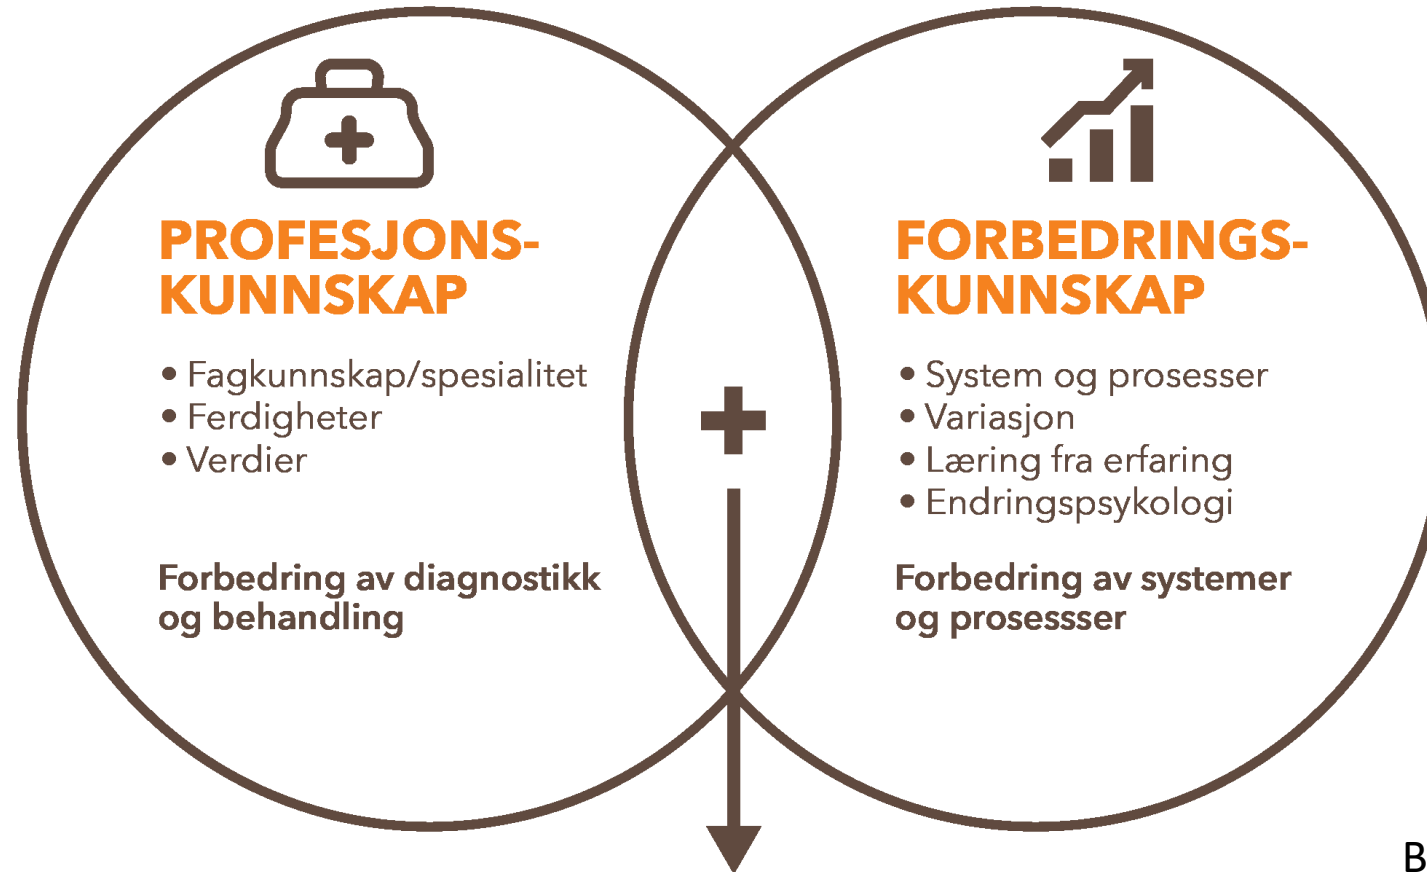 PROFESJONS-
KUNNSKAP
• Fagkunnskap/spesialitet
• Ferdigheter
• Verdier
Forbedring av diagnostikk
og behandling
+
FORBEDRINGS-
KUNNSKAP
• System og prosesser
• Variasjon
• Læring fra erfaring
• Endringspsykologi
Forbedring av systemer
og prosessser
B